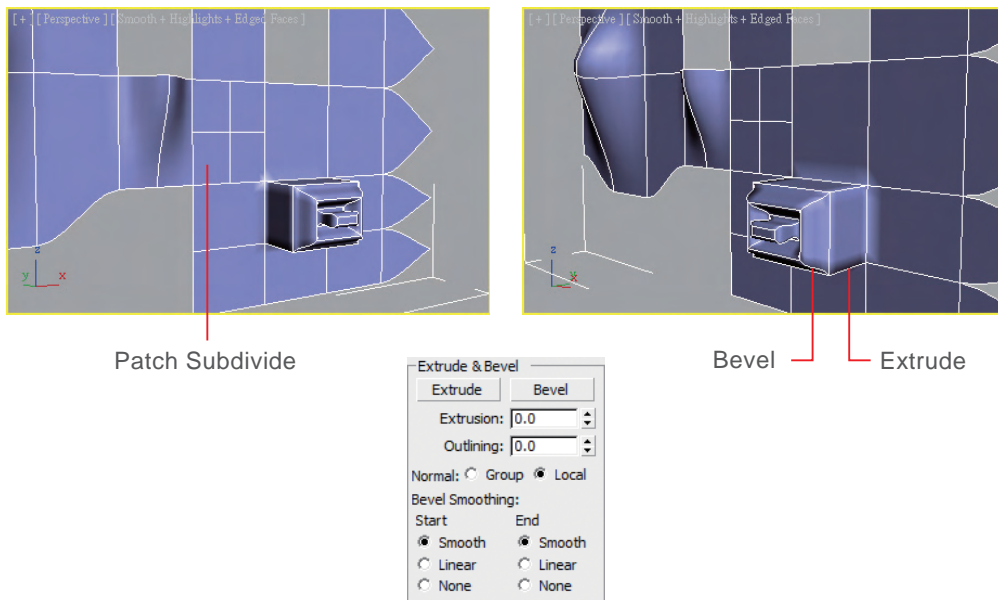 [ + ] [ Perspective ] [ Smooth + Highlights + Edged Faces ]
[ + ] [ Perspective ] [ Smooth + Highlights + Edged Faces ]
z
y x
z
y x
Patch Subdivide
Bevel
Extrude
Extrude & Bevel
Extrude Bevel
Extrusion: 0.0
Outlining: 0.0
Normal: Group Local
Bevel Smoothing:
Start End
Smooth Smooth
Linear Linear
None None